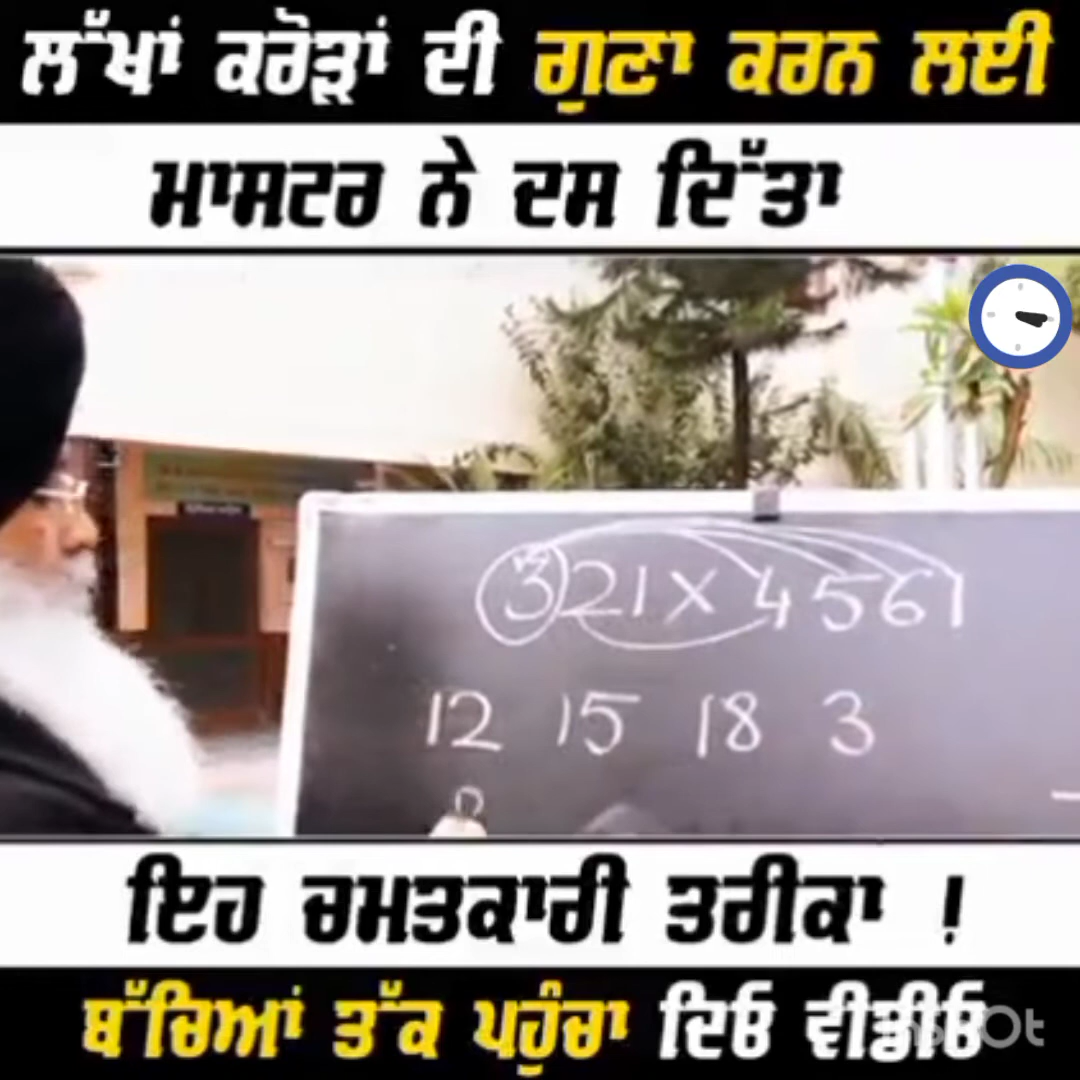 ਲੱਖਾਂ ਕਰੋੜਾਂ ਦੀ ਗੁਣਾ ਕਰਨ ਲਈ
ਮਾਸਟਰ ਨੇ ਦਸ ਦਿੱਤਾ
321 × 4561
12 15 18 3
ਇਹ ਚਮਤਕਾਰੀ ਤਰੀਕਾ !
ਬੱਚਿਆਂ ਤੱਕ ਪਹੁੰਚਾ ਦਿਓ ਵੀਡੀਓ